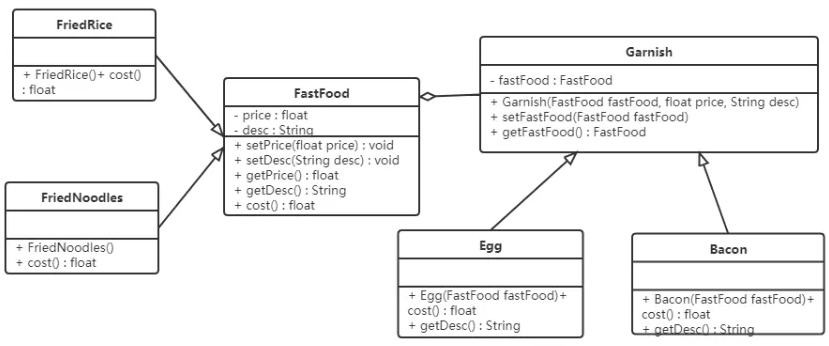 FriedRice
+ FriedRice()+ cost()
: float
FriedNoodles
+ FriedNoodles()
+ cost() : float
FastFood
- price : float
- desc : String
+ setPrice(float price) : void
+ setDesc(String desc) : void
+ getPrice() : float
+ getDesc() : String
+ cost() : float
Garnish
- fastFood : FastFood
+ Garnish(FastFood fastFood, float price, String desc)
+ setFastFood(FastFood fastFood)
+ getFastFood() : FastFood
Egg
+ Egg(FastFood fastFood)+
cost() : float
+ getDesc() : String
Bacon
+ Bacon(FastFood fastFood)+
cost() : float
+ getDesc() : String